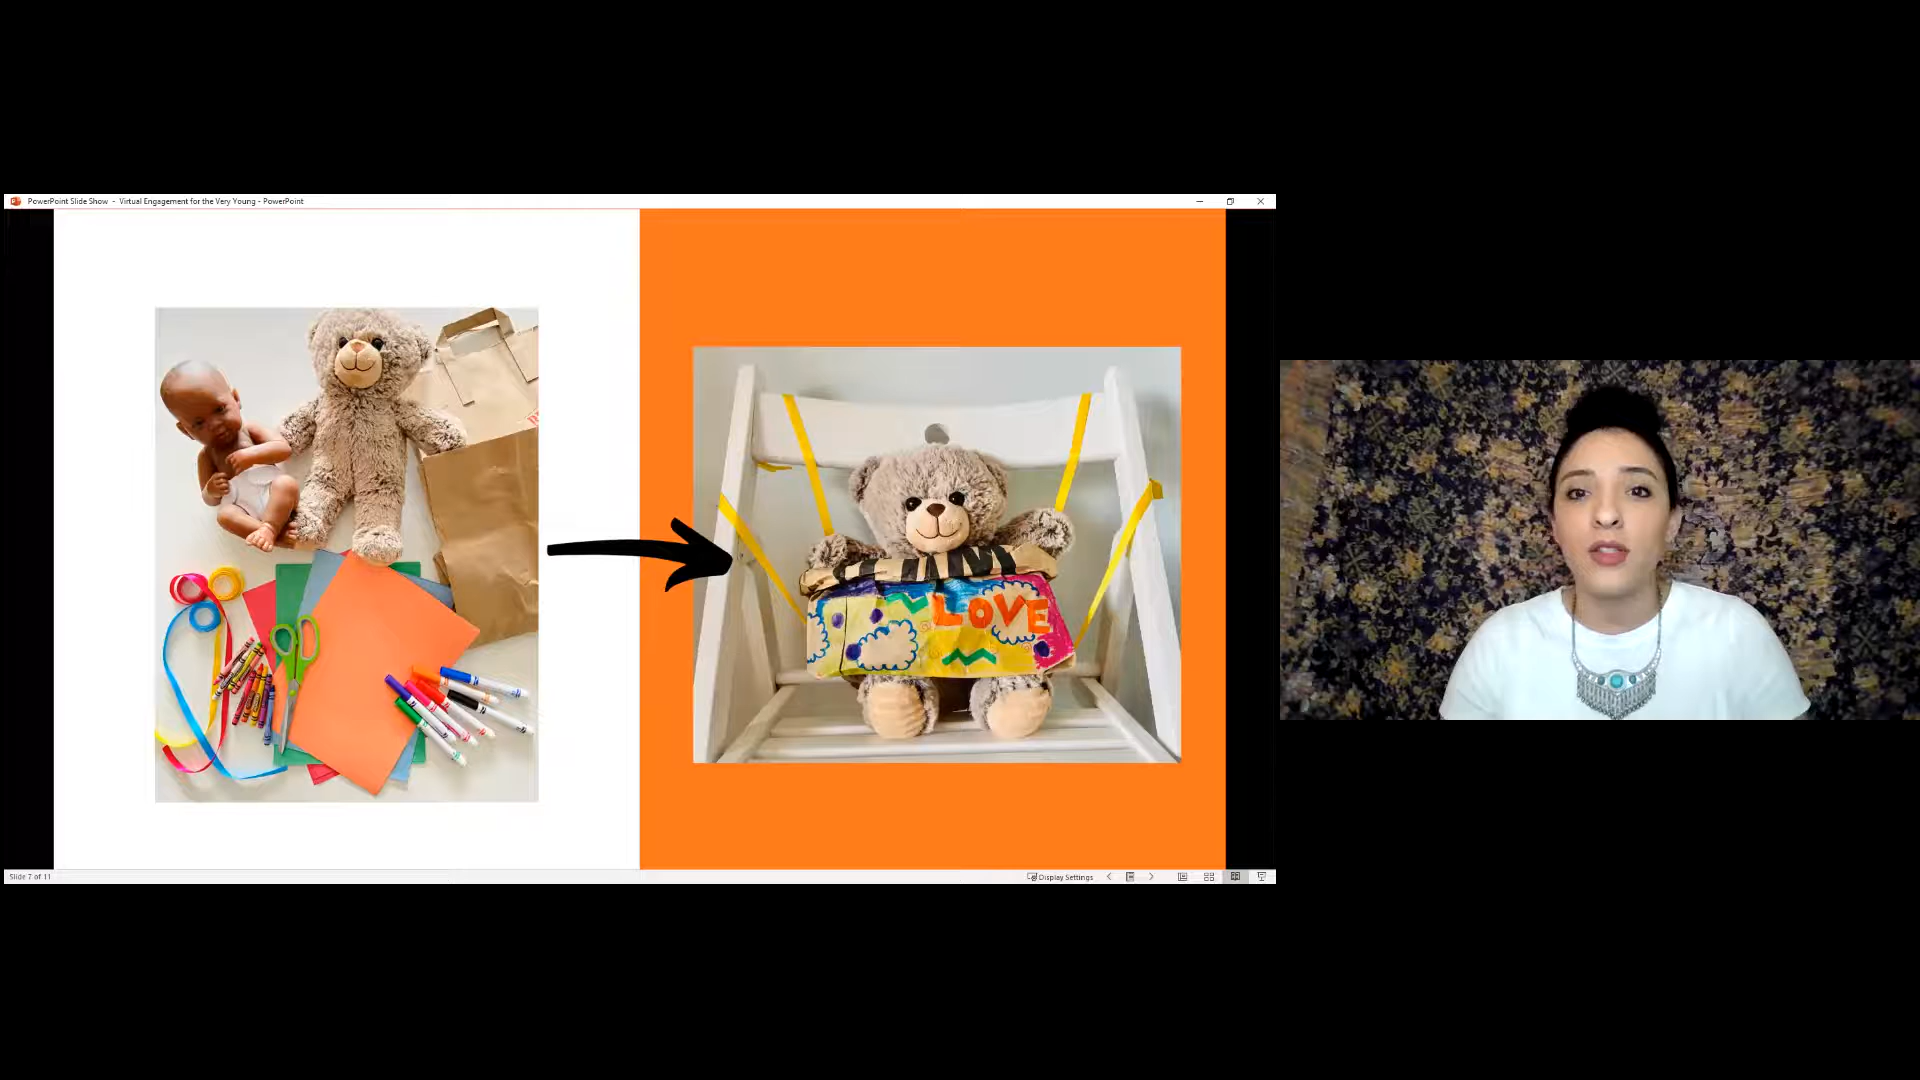 PowerPoint Slide Show - Virtual Engagement for the Very Young - PowerPoint
LOVE
Slide 7 of 11
Display Settings